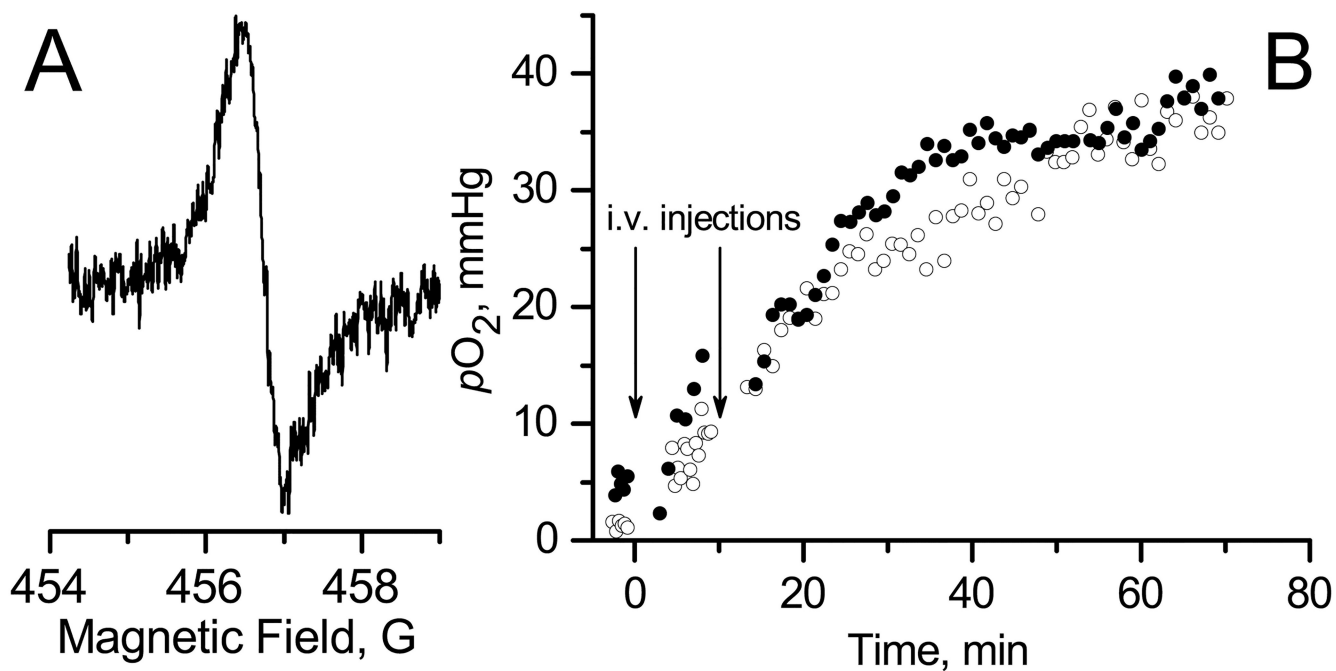 A
454 456 458
Magnetic Field, G
B
pO2, mmHg
40
30
20
10
0
i.v. injections
0 20 40 60 80
Time, min